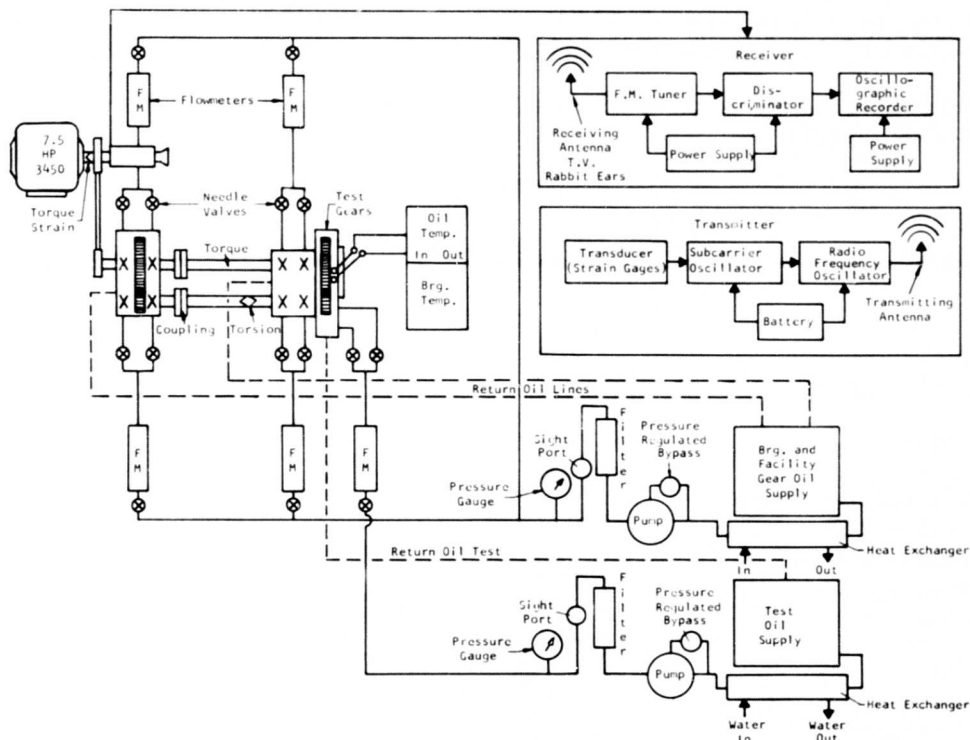 Receiver
F.M. Tuner
Dis-
criminator
Oscillo-
graphic
Recorder
Receiving
Antenna
T.V.
Rabbit Ears
Power Supply
Power
Supply
F
M
Flowmeters
F
M
7.5
HP
3450
Torque
Strain
Needle
Valves
Test
Gears
Oil
Temp.
In Out
Brg.
Temp.
Torque
Coupling
Torsion
Transmitter
Transducer
(Strain Gages)
Subcarrier
Oscillator
Radio
Frequency
Oscillator
Battery
Transmitting
Antenna
Return Oil Lines
F
M
F
M
F
M
Pressure
Gauge
Sight
Port
Filter
Pressure
Regulated
Bypass
Pump
Brg. and
Facility
Gear Oil
Supply
Heat Exchanger
In
Out
Return Oil Test
Pressure
Gauge
Sight
Port
Filter
Pressure
Regulated
Bypass
Pump
Test
Oil
Supply
Heat Exchanger
Water
In
Water
Out